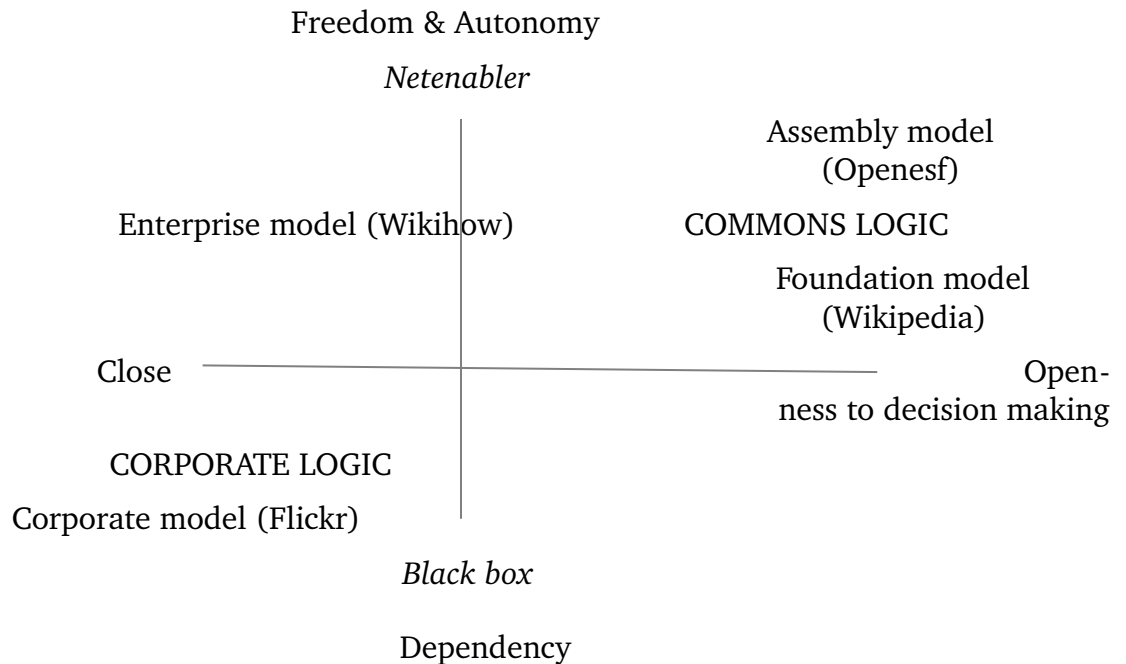 Freedom & Autonomy
Netenabler
Assembly model
(Openesf)
Enterprise model (Wikihow)
COMMONS LOGIC
Foundation model
(Wikipedia)
Close
Open-
ness to decision making
CORPORATE LOGIC
Corporate model (Flickr)
Black box
Dependency